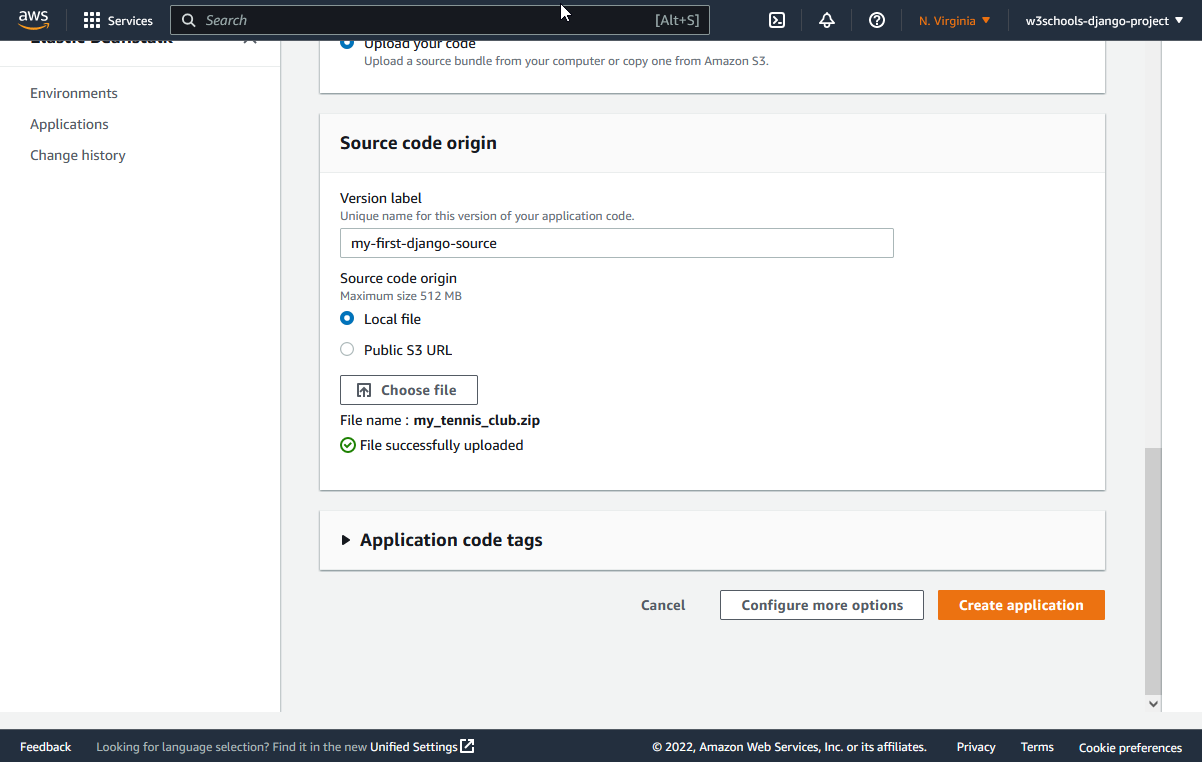 aws
Services
Search
[Alt+S]
N. Virginia
w3schools-django-project
Elastic Beanstalk
Environments
Applications
Change history
Upload your code
Upload a source bundle from your computer or copy one from Amazon S3.
Source code origin
Version label
Unique name for this version of your application code.
my-first-django-source
Source code origin
Maximum size 512 MB
Local file
Public S3 URL
Choose file
File name : my_tennis_club.zip
File successfully uploaded
Application code tags
Cancel
Configure more options
Create application
Feedback
Looking for language selection? Find it in the new Unified Settings
© 2022, Amazon Web Services, Inc. or its affiliates.
Privacy
Terms
Cookie preferences